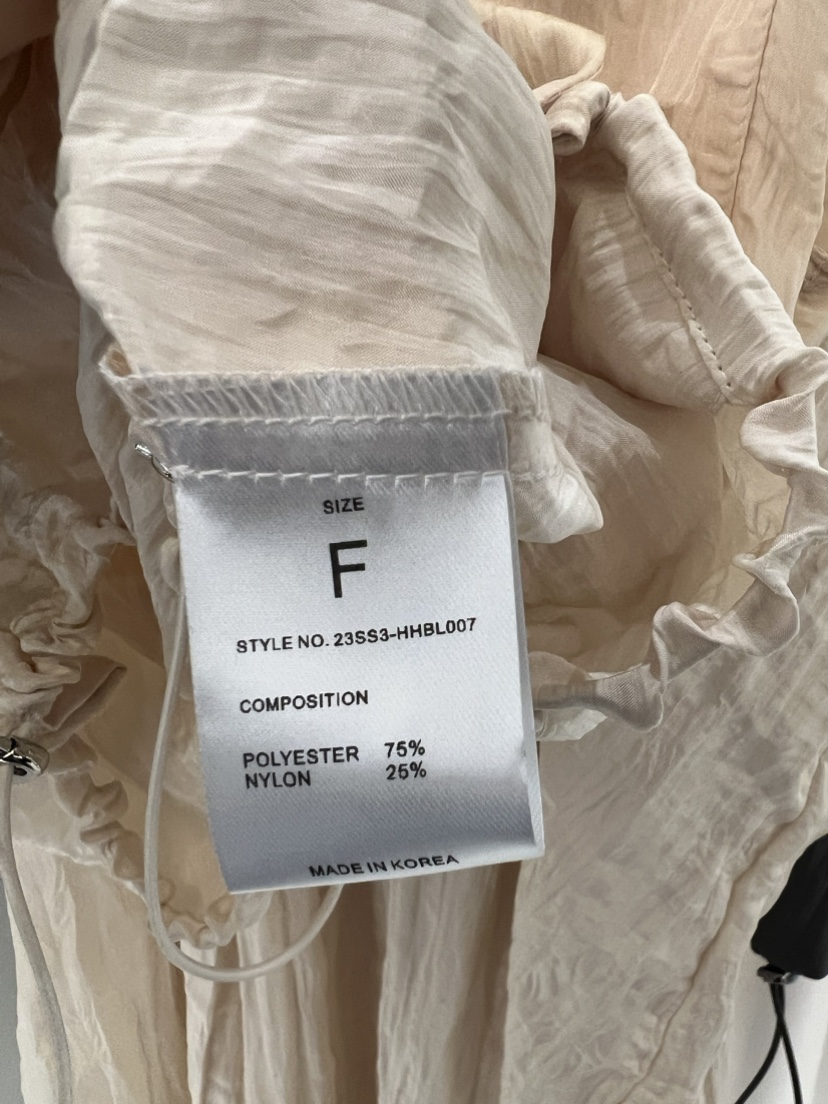 SIZE
F
STYLE NO. 23SS3-HHBL007
COMPOSITION
POLYESTER 75%
NYLON 25%
MADE IN KOREA